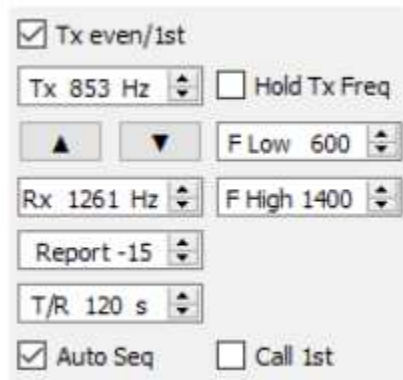 Tx even/1st
Tx 853 Hz
Hold Tx Freq
F Low 600
Rx 1261 Hz
F High 1400
Report -15
T/R 120 s
Auto Seq
Call 1st